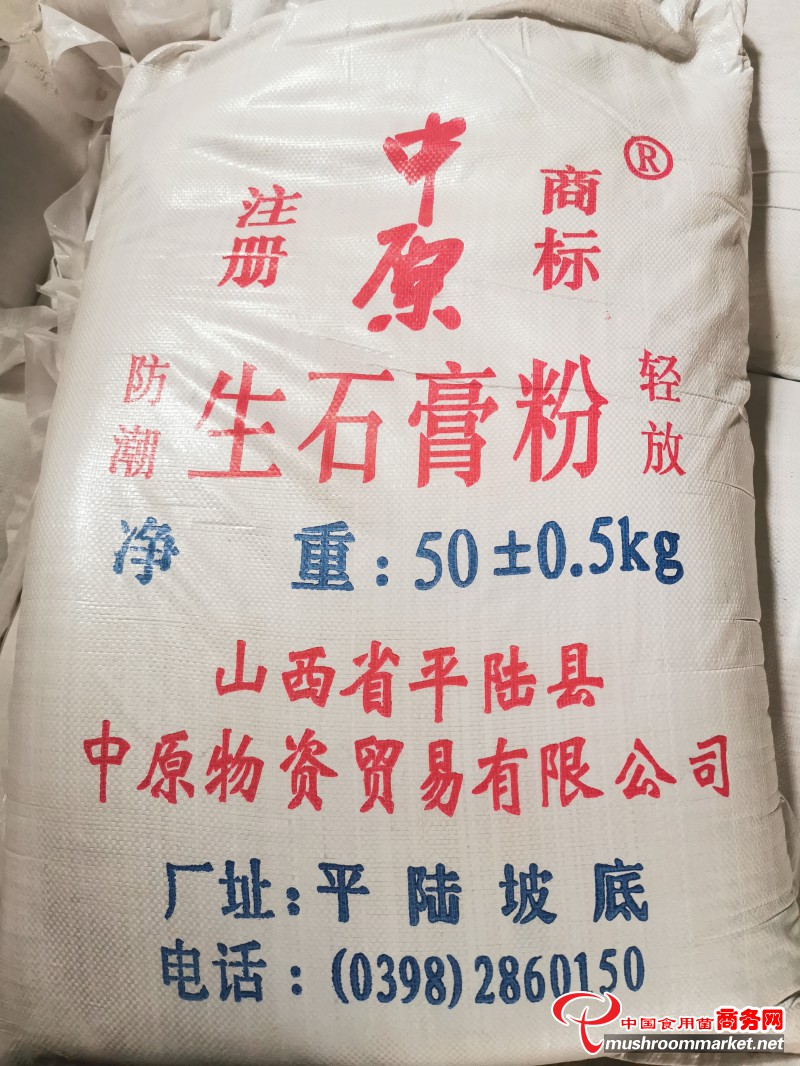 中原
®
注册
商标
防潮
生石膏粉
轻放
净 重：50±0.5kg
山西省平陆县
中原物资贸易有限公司
厂址：平陆坡底
电话：(0398)2860150
中国食用菌商务网
mushroommarket.net